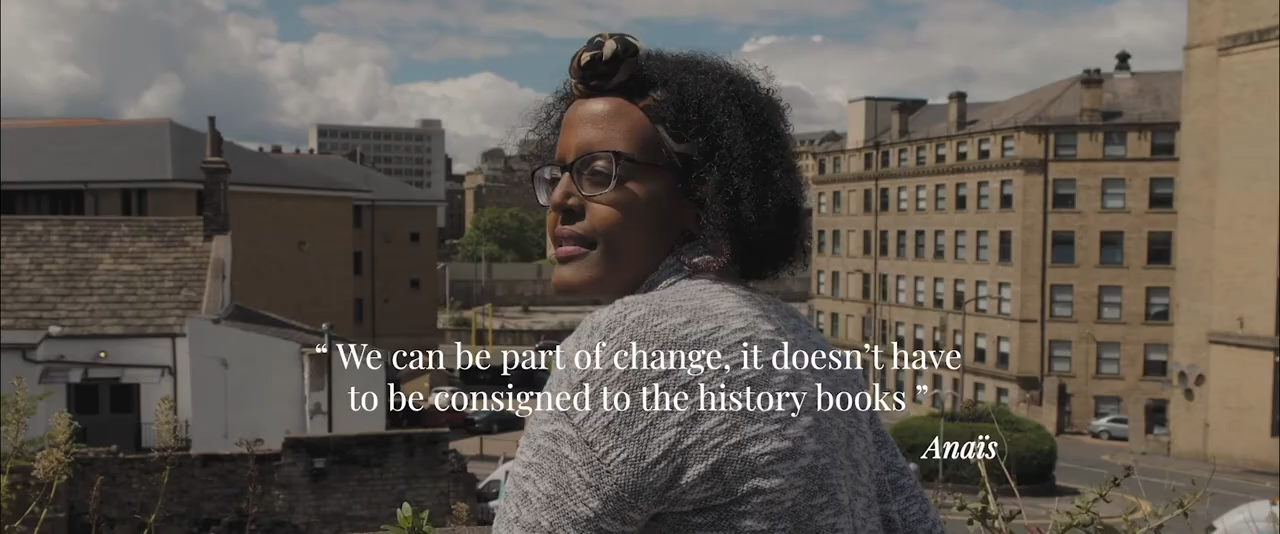 “ We can be part of change, it doesn’t have
to be consigned to the history books ”
Anaïs